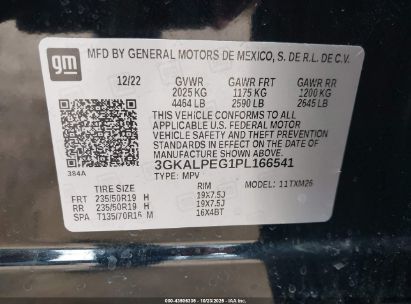 gm
MFD BY GENERAL MOTORS DE MEXICO, S. DE R.L. DE C.V.
12/22 GVWR GAWR FRT GAWR RR
2025 KG 1175 KG 1200 KG
4464 LB 2590 LB 2645 LB
THIS VEHICLE CONFORMS TO ALL
APPLICABLE U.S. FEDERAL MOTOR
VEHICLE SAFETY AND THEFT PREVENTION
STANDARDS IN EFFECT ON THE DATE OF
MANUFACTURE SHOWN ABOVE.
384A 3GKALPEG1PL166541
TYPE: MPV MODEL: 11TXM26
RIM
FRT 235/50R19 H 19X7.5J
RR 235/50R19 H 19X7.5J
SPA T135/70R16 M 16X4BT